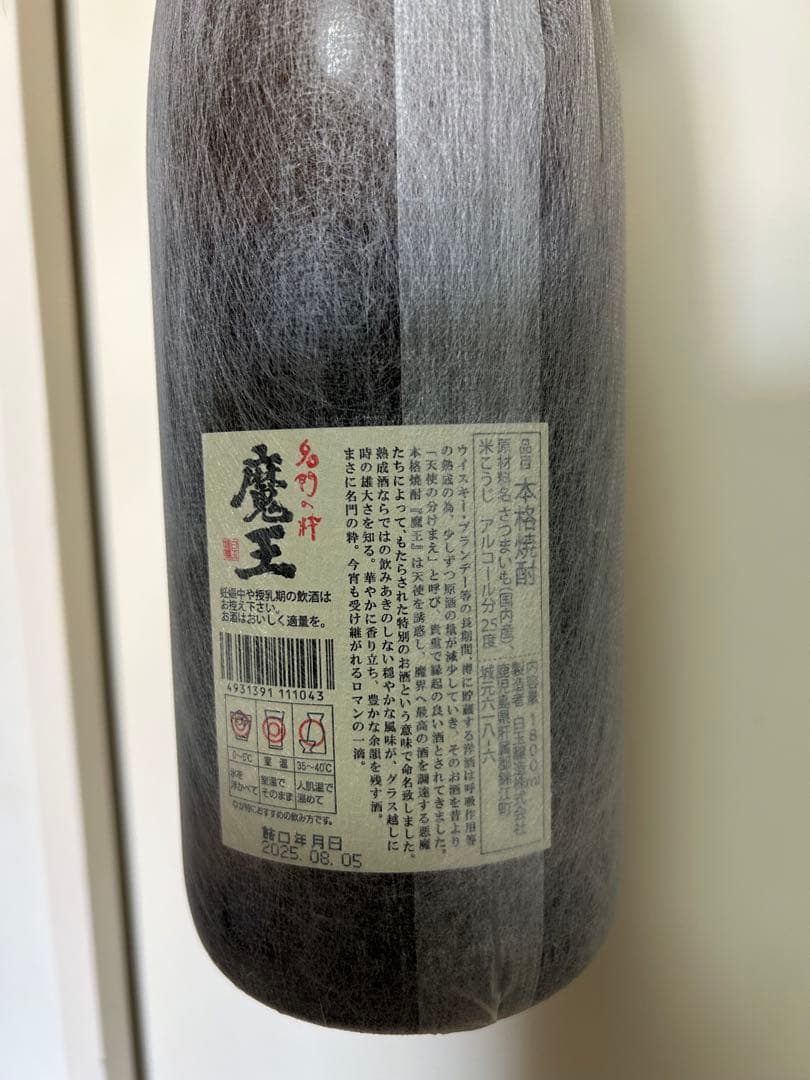 品目 本格焼酎
原材料名 さつまいも(国内産)、
米こうじ アルコール分 25度
内容量 1800ml
製造者 白玉醸造株式会社
鹿児島県肝属郡錦江町
城元六一八ー六
ウイスキー・ブランデー等の長期間、樽に貯蔵する洋酒は呼吸作用等
の熟成の為、少しずつ原酒の量が減少していき、そのお酒を昔より
「天使の分けまえ」と呼び、貴重で縁起の良い酒とされてきました。
本格焼酎『魔王』は天使を誘惑し、魔界へ最高の酒を調達する悪魔
たちによって、もたらされた特別のお酒という意味で命名致しました。
熟成酒ならではの飲みあきのしない穏やかな風味が、グラス越しに
時の雄大さを知る。華やかに香り立ち、豊かな余韻を残す酒。
まさに名門の粋。今宵も受け継がれるロマンの一滴。
名門の粋
魔王
妊娠中や授乳期の飲酒は
お控え下さい。
お酒はおいしく適量を。
4931391 111043
0〜5℃ 室温 35〜40℃
氷を
浮かべて
室温で
そのまま
人肌温で
温めて
◎が特におすすめの飲み方です。
詰口年月日
2025.08.05